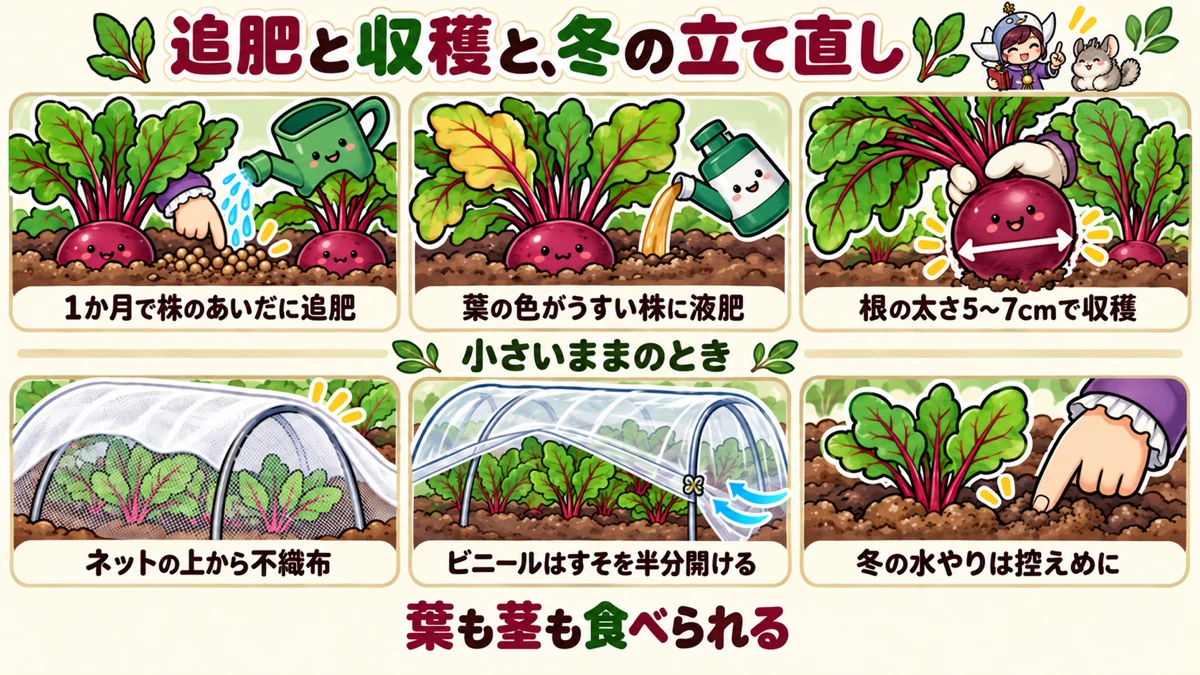 追肥と収穫と、冬の立て直し
1か月で株のあいだに追肥
葉の色がうすい株に液肥
根の太さ5〜7cmで収穫
小さいままのとき
ネットの上から不織布
ビニールはすそを半分開ける
冬の水やりは控えめに
葉も茎も食べられる